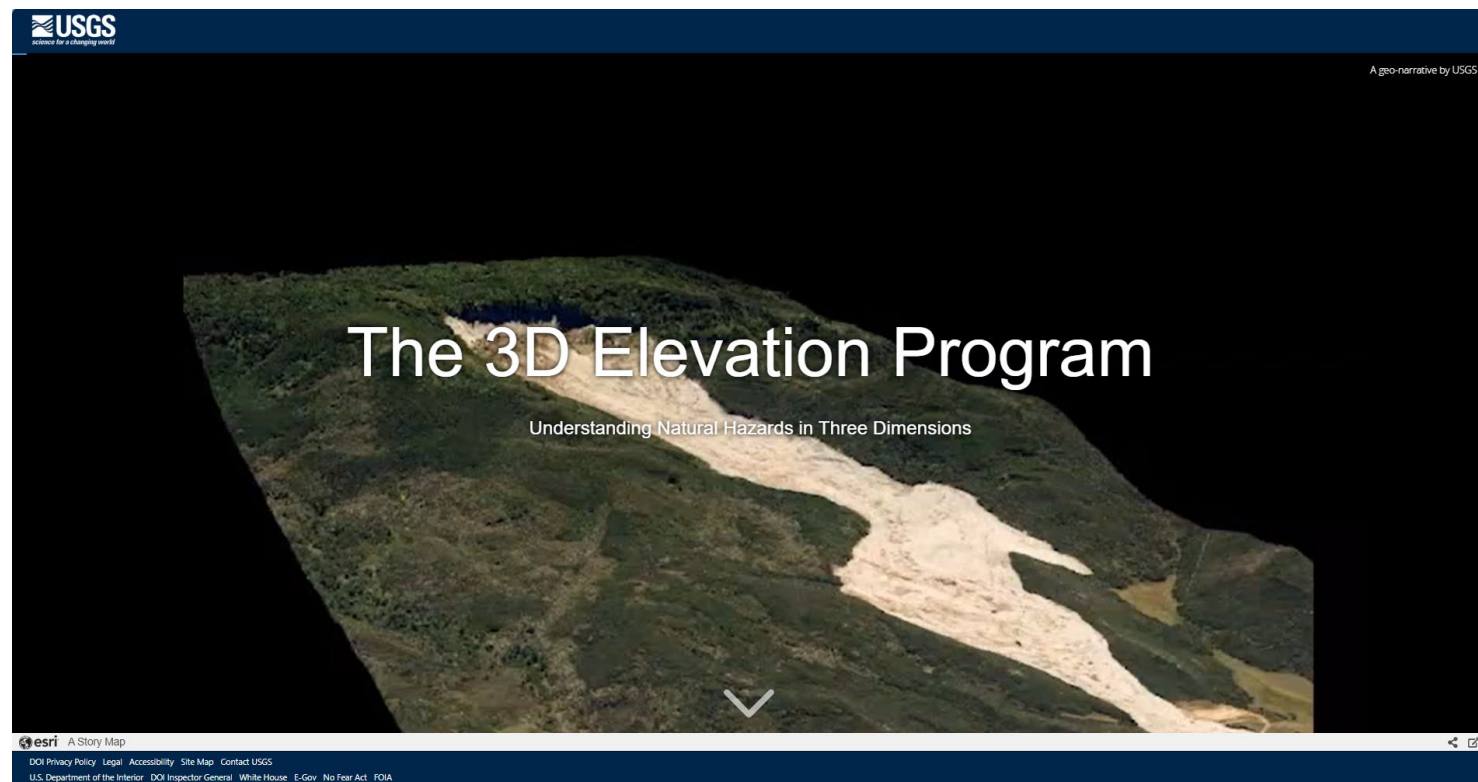 USGS
science for a changing world
A geo-narrative by USGS
The 3D Elevation Program
Understanding Natural Hazards in Three Dimensions
esri A Story Map
DOI Privacy Policy Legal Accessibility Site Map Contact USGS
U.S. Department of the Interior DOI Inspector General White House E-Gov No Fear Act FOIA